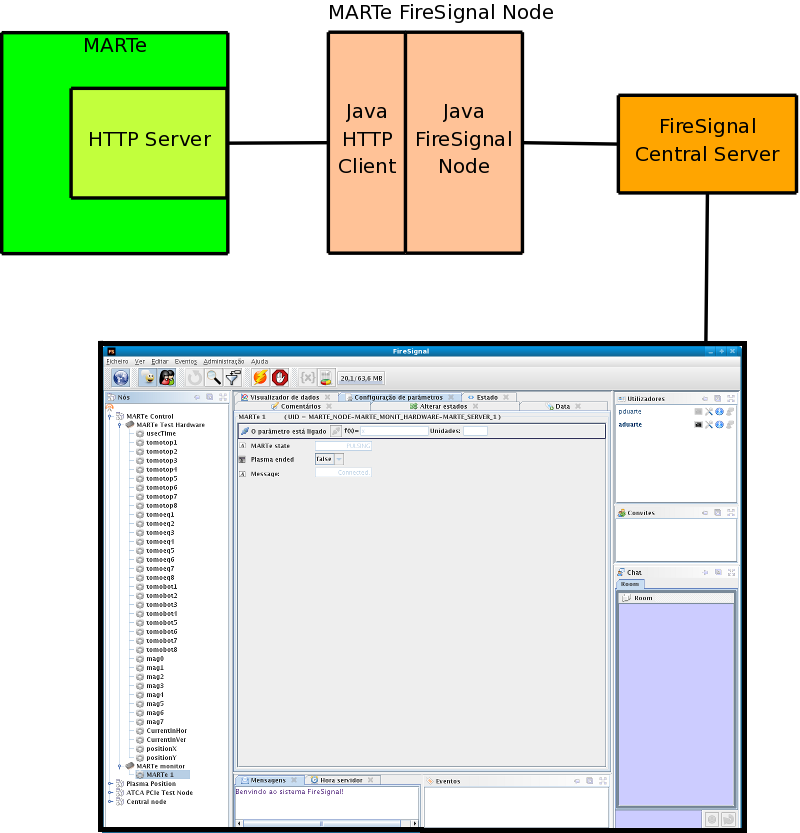 MARTe FireSignal Node
MARTe
HTTP Server
Java
HTTP
Client
Java
FireSignal
Node
FireSignal
Central Server
FS
FireSignal
Ficheiro Ver Editar Eventos Administração Ajuda
20,1/63,6 MB
Nós
MARTe Control
MARTe Test Hardware
usecTime
tomotop1
tomotop2
tomotop3
tomotop4
tomotop5
tomotop6
tomotop7
tomotop8
tomoeq1
tomoeq2
tomoeq3
tomoeq4
tomoeq5
tomoeq6
tomoeq7
tomoeq8
tomobot1
tomobot2
tomobot3
tomobot4
tomobot5
tomobot6
tomobot7
tomobot8
mag0
mag1
mag2
mag3
mag4
mag5
mag6
mag7
CurrentInHor
CurrentInVer
positionX
positionY
MARTe monitor
MARTe 1
Plasma Position
ATCA PCIe Test Node
Central node
Visualizador de dados
Configuração de parâmetros
Estado
Comentários
Alterar estados
Data
MARTe 1 ( UID = MARTE_NODE-MARTE_MONIT_HARDWARE-MARTE_SERVER_1 )
O parâmetro está ligado f(t)= Unidades:
MARTe state PULSING
Plasma ended false
Message: Connected
Mensagens
Hora servidor
Benvindo ao sistema FireSignal!
Eventos
Utilizadores
pduarte
aduarte
Convites
Chat
Room
Room